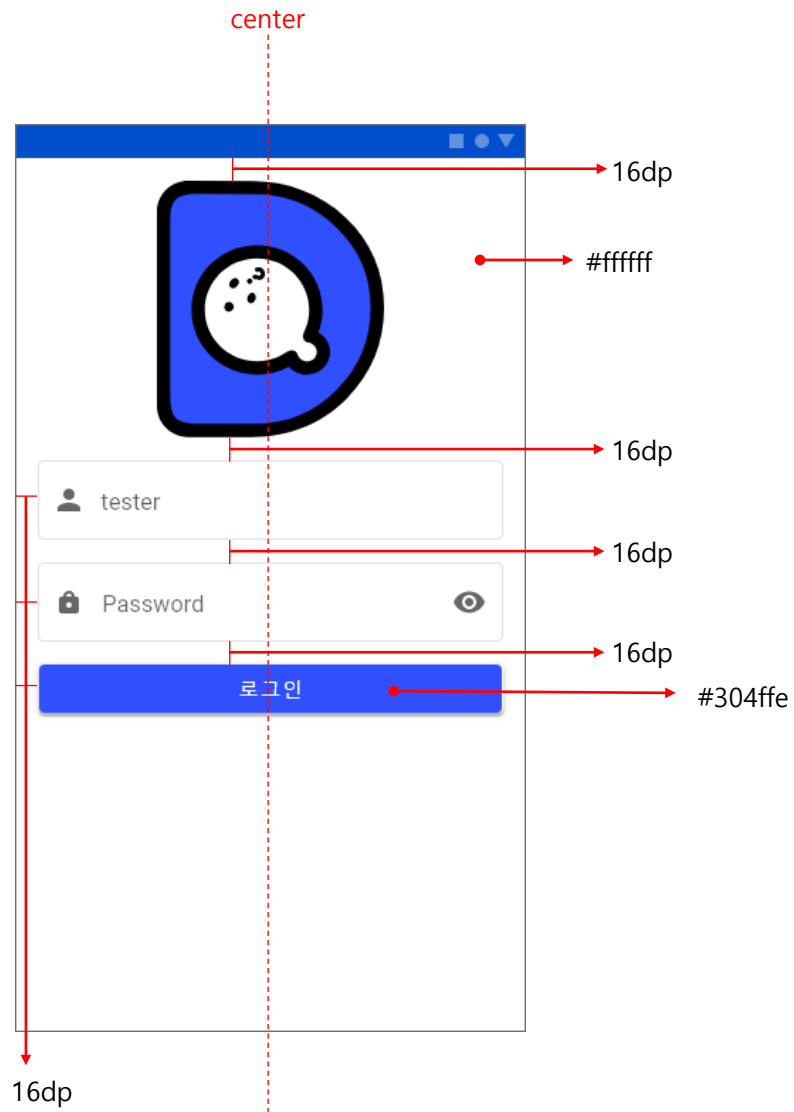 center
16dp
#ffffff
16dp
tester
16dp
Password
16dp
로그인
#304ffe
16dp